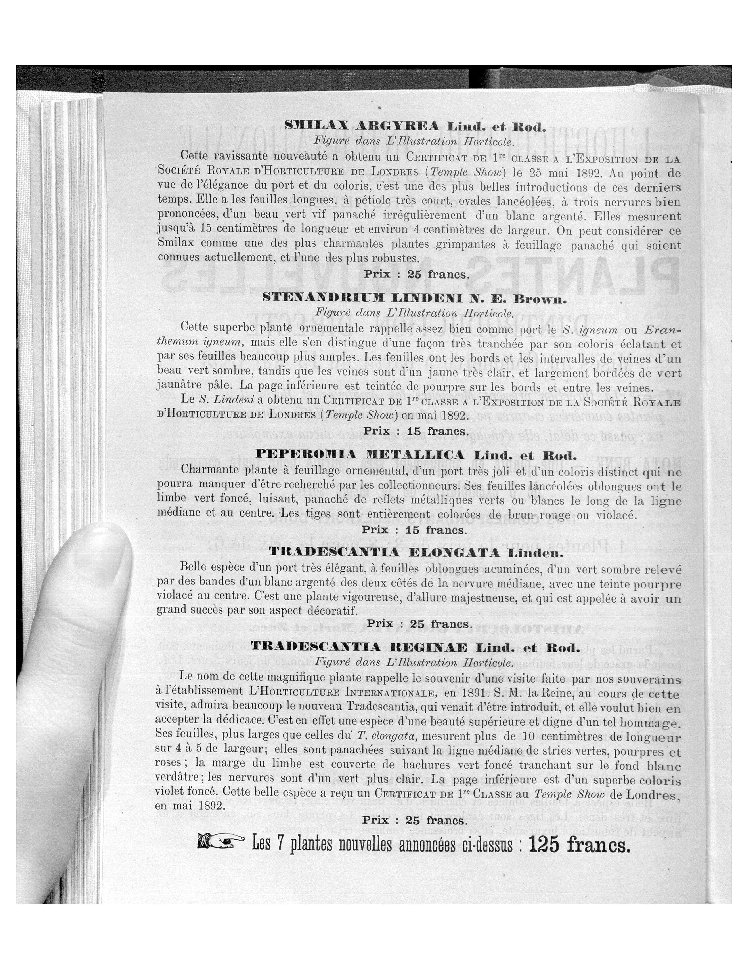 SMILAX ARGYREA Lind. et Rod.
Figure dans L'Illustration Horticole.
Cette ravissante nouveauté a obtenu un CERTIFICAT DE 1re CLASSE A L'EXPOSITION DE LA
SOCIÉTÉ ROYALE D'HORTICULTURE DE LONDRES (Temple Show) le 25 mai 1892. Au point de
vue de l'élégance du port et du coloris, c'est une des plus belles introductions de ces derniers
temps. Elle a les feuilles longues, à pétiole très court, ovales lancéolées, à trois nervures bien
prononcées, d'un beau vert vif panaché irrégulièrement d'un blanc argenté. Elles mesurent
jusqu'à 15 centimètres de longueur et environ 4 centimètres de largeur. On peut considérer ce
Smilax comme une des plus charmantes plantes grimpantes à feuillage panaché qui soient
connues actuellement, et l'une des plus robustes.
Prix : 25 francs.
STENANDRIUM LINDENI N. E. Brown.
Figuré dans L'Illustration Horticole.
Cette superbe plante ornementale rappelle assez bien comme port le S. igneum ou Eran-
themum igneum, mais elle s'en distingue d'une façon très tranchée par son coloris éclatant et
par ses feuilles beaucoup plus amples. Les feuilles ont les bords et les intervalles de veines d'un
beau vert sombre, tandis que les veines sont d'un jaune très clair, et largement bordées de vert
jaunâtre pâle. La page inférieure est teintée de pourpre sur les bords et entre les veines.
Le S. Lindeni a obtenu un CERTIFICAT DE 1re CLASSE A L'EXPOSITION DE LA SOCIÉTÉ ROYALE
D'HORTICULTURE DE LONDRES (Temple Show) en mai 1892.
Prix : 15 francs.
PEPEROMIA METALLICA Lind. et Rod.
Charmante plante à feuillage ornemental, d'un port très joli et d'un coloris distinct qui ne
pourra manquer d'être recherché par les collectionneurs. Ses feuilles lancéolées oblongues ont le
limbe vert foncé, luisant, panaché de reflets métalliques verts ou blancs le long de la ligne
médiane et au centre. Les tiges sont entièrement colorées de brun rouge ou violacé.
Prix : 15 francs.
TRADESCANTIA ELONGATA Linden.
Belle espèce d'un port très élégant, à feuilles oblongues acuminées, d'un vert sombre relevé
par des bandes d'un blanc argenté des deux côtés de la nervure médiane, avec une teinte pourpre
violacé au centre. C'est une plante vigoureuse, d'allure majestueuse, et qui est appelée à avoir un
grand succès par son aspect décoratif.
Prix : 25 francs.
TRADESCANTIA REGINAE Lind. et Rod.
Figuré dans L'Illustration Horticole.
Le nom de cette magnifique plante rappelle le souvenir d'une visite faite par nos souverains
à l'établissement L'HORTICULTURE INTERNATIONALE, en 1891. S. M. la Reine, au cours de cette
visite, admira beaucoup le nouveau Tradescantia, qui venait d'être introduit, et elle voulut bien en
accepter la dédicace. C'est en effet une espèce d'une beauté supérieure et digne d'un tel hommage.
Ses feuilles, plus larges que celles du T. elongata, mesurent plus de 10 centimètres de longueur
sur 4 à 5 de largeur; elles sont panachées suivant la ligne médiane de stries vertes, pourpres et
roses; la marge du limbe est couverte de hachures vert foncé tranchant sur le fond blanc
verdâtre; les nervures sont d'un vert plus clair. La page inférieure est d'un superbe coloris
violet foncé. Cette belle espèce a reçu un CERTIFICAT DE 1re CLASSE au Temple Show de Londres,
en mai 1892.
Prix : 25 francs.
Les 7 plantes nouvelles annoncées ci-dessus : 125 francs.